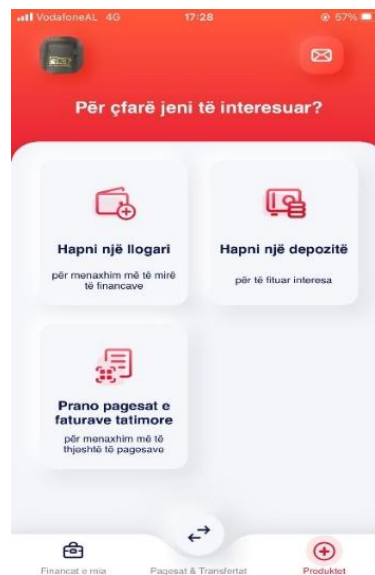 VodafoneAL 4G 17:28 57%
Për çfarë jeni të interesuar?
Hapni një llogari
për menaxhim më të mirë
të financave
Hapni një depozitë
për të fituar interesa
Prano pagesat e
faturave tatimore
për menaxhim më të
thjeshtë të pagesave
Financat e mia
Pagesat & Transfertat
Produktet